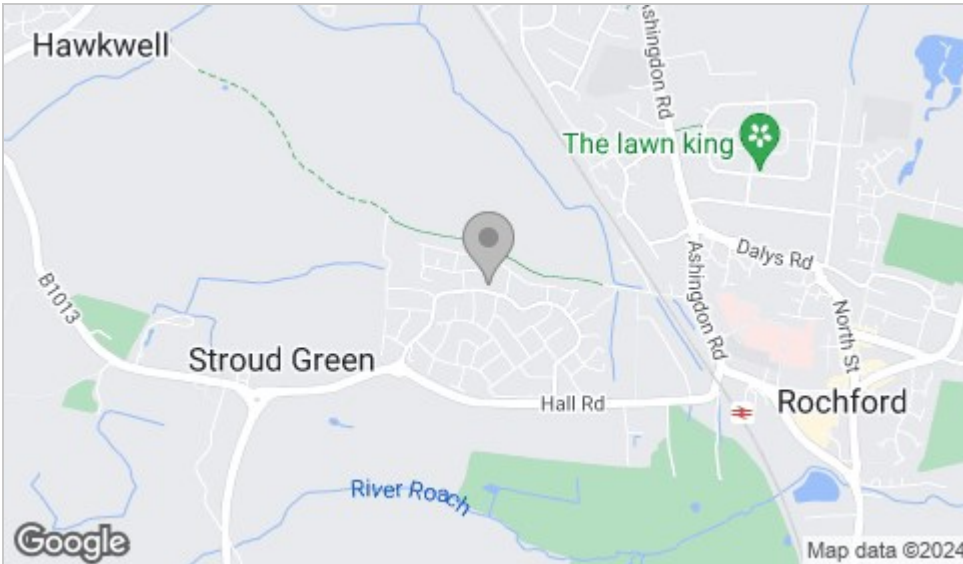 Hawkwell
Ashingdon Rd
The lawn king
Dalys Rd
Ashingdon Rd
B1013
North St
Stroud Green
Hall Rd
Rochford
River Roach
Google
Map data ©2024